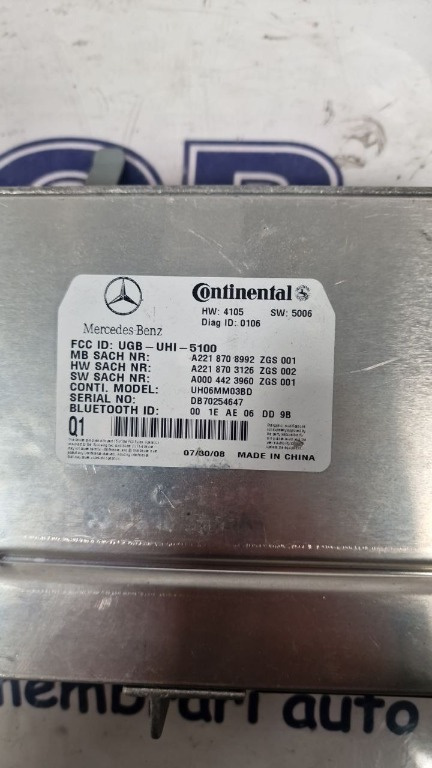 Continental
Mercedes-Benz
HW: 4105 SW: 5006
Diag ID: 0106
FCC ID: UGB-UHI-5100
MB SACH NR: A221 870 8992 ZGS 001
HW SACH NR: A221 870 3126 ZGS 002
SW SACH NR: A000 442 3960 ZGS 001
CONTI. MODEL: UH06MM03BD
SERIAL NO: DB70254647
BLUETOOTH ID: 00 1E AE 06 DD 9B
Q1
07/30/08 MADE IN CHINA
auto